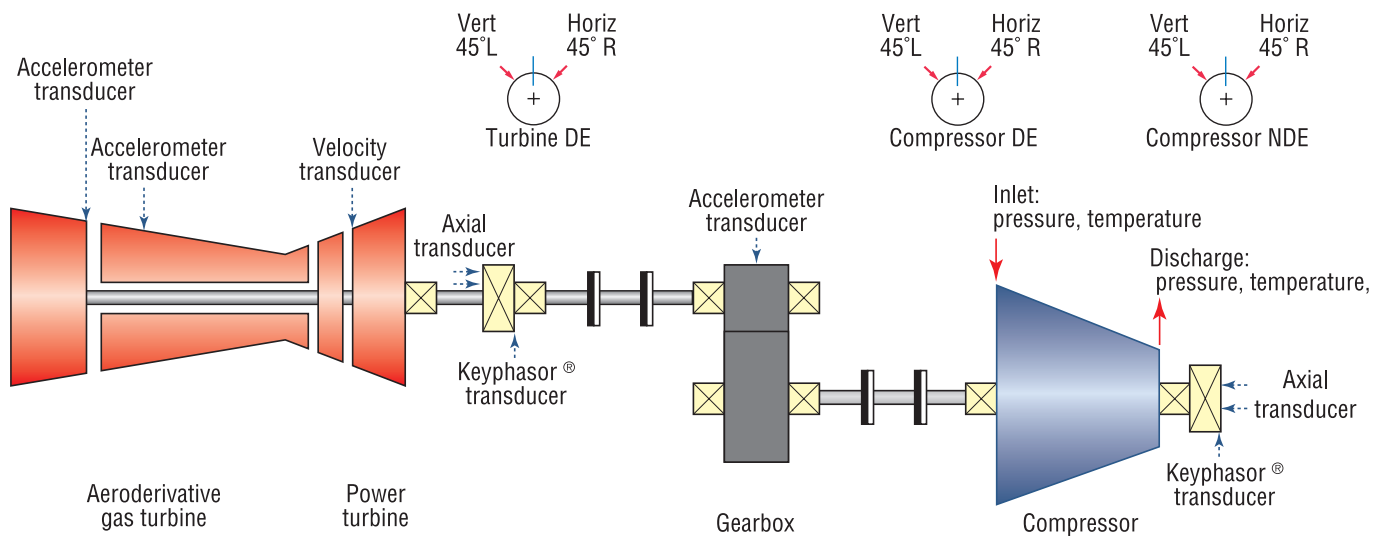 Vert
45°L
Horiz
45° R
Turbine DE
Vert
45°L
Horiz
45° R
Compressor DE
Vert
45°L
Horiz
45° R
Compressor NDE
Accelerometer
transducer
Accelerometer
transducer
Velocity
transducer
Axial
transducer
Keyphasor ®
transducer
Accelerometer
transducer
Inlet:
pressure, temperature
Discharge:
pressure, temperature,
Axial
transducer
Keyphasor ®
transducer
Aeroderivative
gas turbine
Power
turbine
Gearbox
Compressor